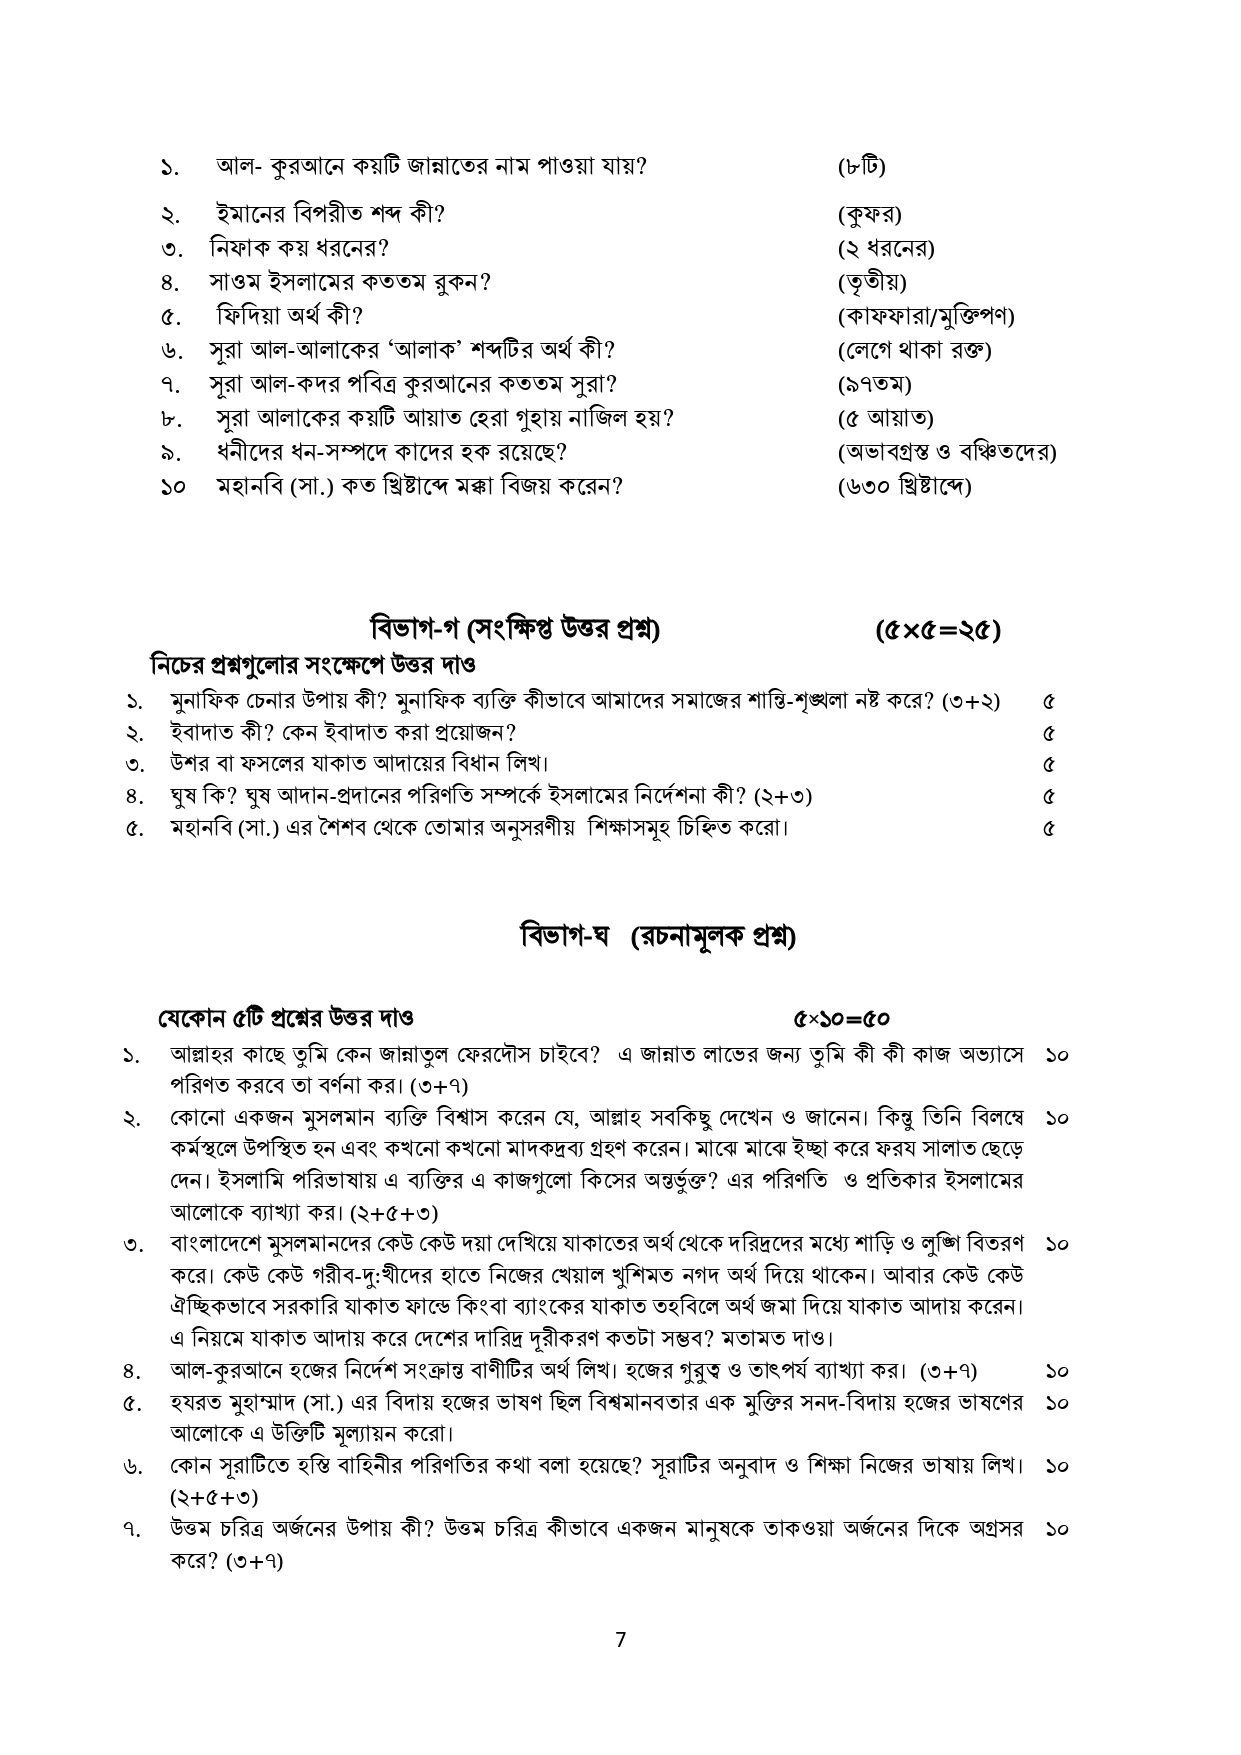 ১. আল- কুরআনে কয়টি জান্নাতের নাম পাওয়া যায়? (৮টি)
২. ইমানের বিপরীত শব্দ কী? (কুফর)
৩. নিফাক কয় ধরনের? (২ ধরনের)
৪. সাওম ইসলামের কততম রুকন? (তৃতীয়)
৫. ফিদিয়া অর্থ কী? (কাফফারা/মুক্তিপণ)
৬. সূরা আল-আলাকের ‘আলাক’ শব্দটির অর্থ কী? (লেগে থাকা রক্ত)
৭. সূরা আল-কদর পবিত্র কুরআনের কততম সুরা? (৯৭তম)
৮. সূরা আলাকের কয়টি আয়াত হেরা গুহায় নাজিল হয়? (৫ আয়াত)
৯. ধনীদের ধন-সম্পদে কাদের হক রয়েছে? (অভাবগ্রস্ত ও বঞ্চিতদের)
১০ মহানবি (সা.) কত খ্রিষ্টাব্দে মক্কা বিজয় করেন? (৬৩০ খ্রিষ্টাব্দে)
বিভাগ-গ (সংক্ষিপ্ত উত্তর প্রশ্ন) (৫×৫=২৫)
নিচের প্রশ্নগুলোর সংক্ষেপে উত্তর দাও
১. মুনাফিক চেনার উপায় কী? মুনাফিক ব্যক্তি কীভাবে আমাদের সমাজের শান্তি-শৃঙ্খলা নষ্ট করে? (৩+২) ৫
২. ইবাদাত কী? কেন ইবাদাত করা প্রয়োজন? ৫
৩. উশর বা ফসলের যাকাত আদায়ের বিধান লিখ। ৫
৪. ঘুষ কি? ঘুষ আদান-প্রদানের পরিণতি সম্পর্কে ইসলামের নির্দেশনা কী? (২+৩) ৫
৫. মহানবি (সা.) এর শৈশব থেকে তোমার অনুসরণীয় শিক্ষাসমূহ চিহ্নিত করো। ৫
বিভাগ-ঘ (রচনামূলক প্রশ্ন)
যেকোন ৫টি প্রশ্নের উত্তর দাও ৫×১০=৫০
১. আল্লাহর কাছে তুমি কেন জান্নাতুল ফেরদৌস চাইবে? এ জান্নাত লাভের জন্য তুমি কী কী কাজ অভ্যাসে ১০
পরিণত করবে তা বর্ণনা কর। (৩+৭)
২. কোনো একজন মুসলমান ব্যক্তি বিশ্বাস করেন যে, আল্লাহ সবকিছু দেখেন ও জানেন। কিন্তু তিনি বিলম্বে ১০
কর্মস্থলে উপস্থিত হন এবং কখনো কখনো মাদকদ্রব্য গ্রহণ করেন। মাঝে মাঝে ইচ্ছা করে ফরয সালাত ছেড়ে
দেন। ইসলামি পরিভাষায় এ ব্যক্তির এ কাজগুলো কিসের অন্তর্ভুক্ত? এর পরিণতি ও প্রতিকার ইসলামের
আলোকে ব্যাখ্যা কর। (২+৫+৩)
৩. বাংলাদেশে মুসলমানদের কেউ কেউ দয়া দেখিয়ে যাকাতের অর্থ থেকে দরিদ্রদের মধ্যে শাড়ি ও লুঙ্গি বিতরণ ১০
করে। কেউ কেউ গরীব-দু:খীদের হাতে নিজের খেয়াল খুশিমত নগদ অর্থ দিয়ে থাকেন। আবার কেউ কেউ
ঐচ্ছিকভাবে সরকারি যাকাত ফান্ডে কিংবা ব্যাংকের যাকাত তহবিলে অর্থ জমা দিয়ে যাকাত আদায় করেন।
এ নিয়মে যাকাত আদায় করে দেশের দারিদ্র দূরীকরণ কতটা সম্ভব? মতামত দাও।
৪. আল-কুরআনে হজের নির্দেশ সংক্রান্ত বাণীটির অর্থ লিখ। হজের গুরুত্ব ও তাৎপর্য ব্যাখ্যা কর। (৩+৭) ১০
৫. হযরত মুহাম্মাদ (সা.) এর বিদায় হজের ভাষণ ছিল বিশ্বমানবতার এক মুক্তির সনদ-বিদায় হজের ভাষণের ১০
আলোকে এ উক্তিটি মূল্যায়ন করো।
৬. কোন সূরাটিতে হস্তি বাহিনীর পরিণতির কথা বলা হয়েছে? সূরাটির অনুবাদ ও শিক্ষা নিজের ভাষায় লিখ। ১০
(২+৫+৩)
৭. উত্তম চরিত্র অর্জনের উপায় কী? উত্তম চরিত্র কীভাবে একজন মানুষকে তাকওয়া অর্জনের দিকে অগ্রসর ১০
করে? (৩+৭)
7